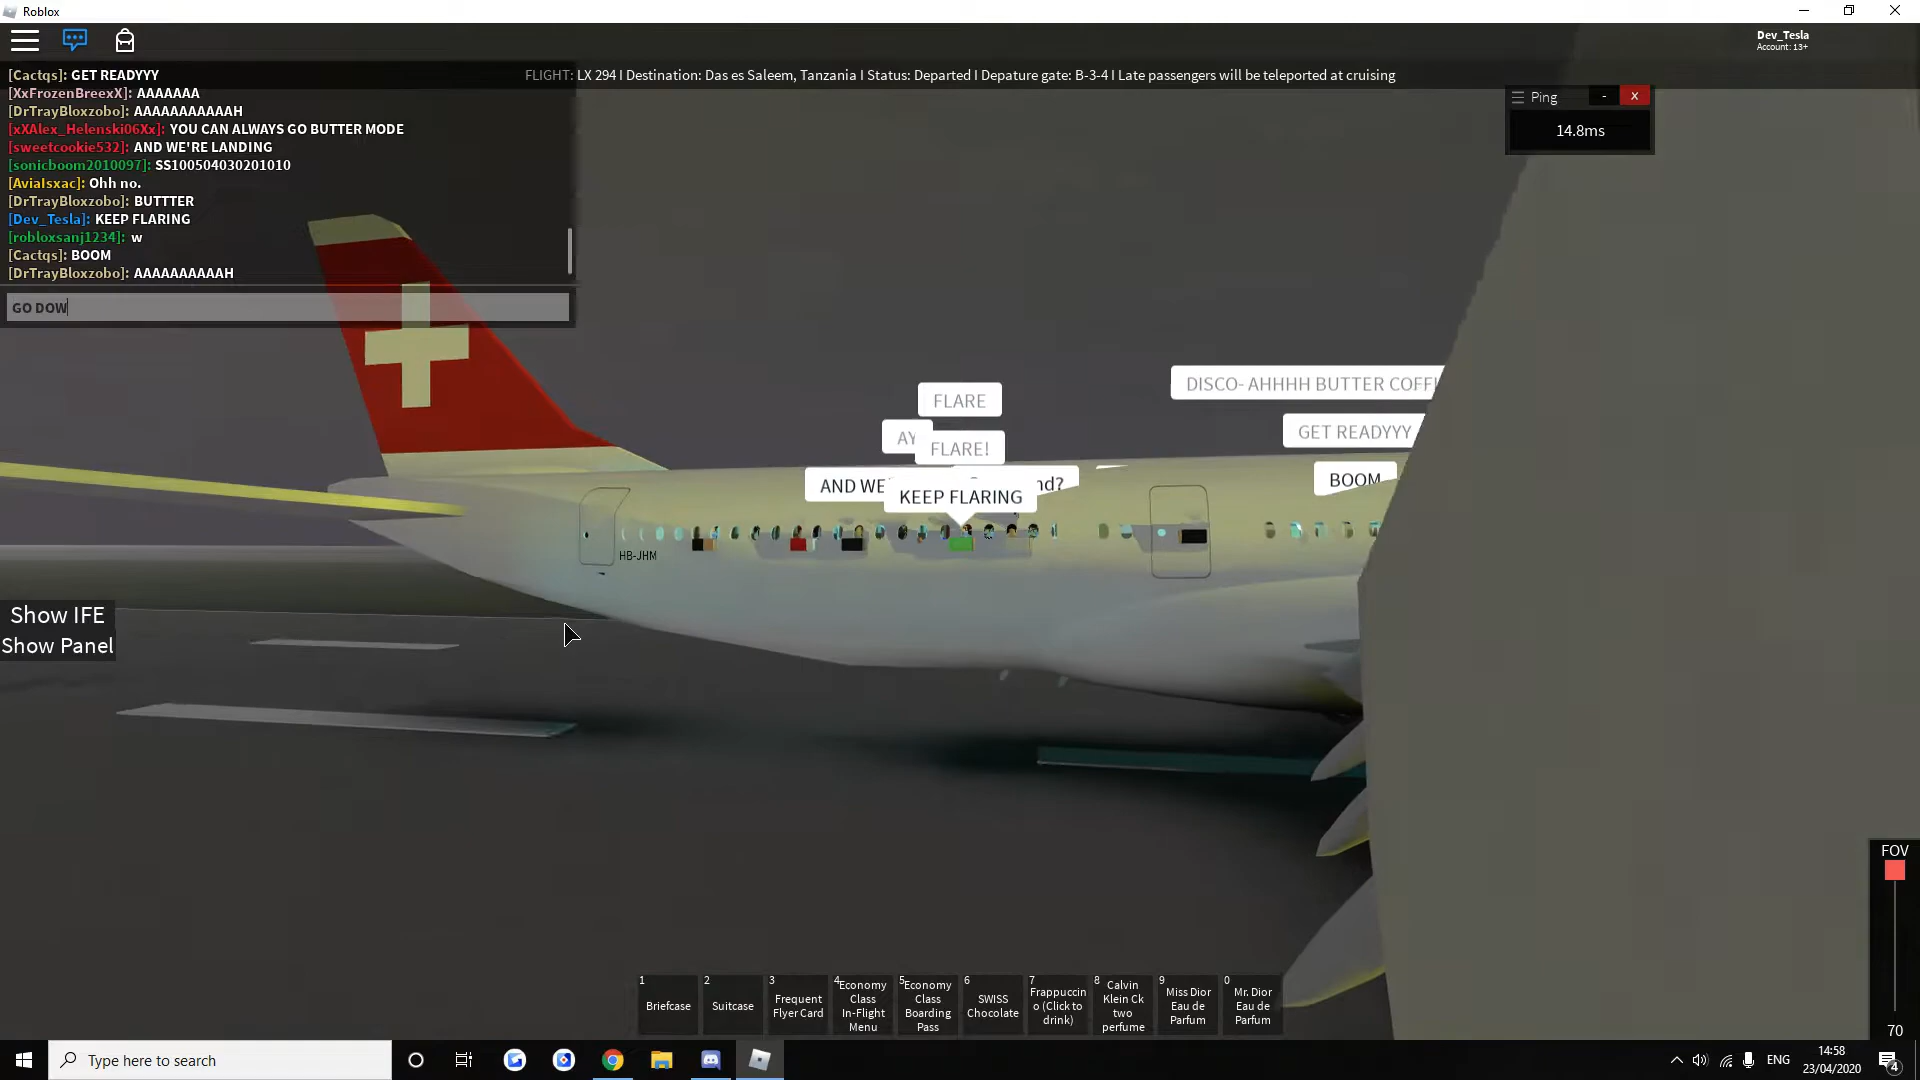 Roblox
Dev_Tesla
Account: 13+
FLIGHT: LX 294 I Destination: Das es Saleem, Tanzania I Status: Departed I Depature gate: B-3-4 I Late passengers will be teleported at cruising
[Cactqs]: GET READYYY
[XxFrozenBreexX]: AAAAAAA
[DrTrayBloxzobo]: AAAAAAAAAAAH
[xXAlex_Helenski06Xx]: YOU CAN ALWAYS GO BUTTER MODE
[sweetcookie532]: AND WE'RE LANDING
[sonicboom2010097]: SS100504030201010
[AviaIsxac]: Ohh no.
[DrTrayBloxzobo]: BUTTTER
[Dev_Tesla]: KEEP FLARING
[robloxsanj1234]: w
[Cactqs]: BOOM
[DrTrayBloxzobo]: AAAAAAAAAAH
GO DOW
Ping
-
x
14.8ms
DISCO- AHHHH BUTTER COFF
FLARE
GET READYYY
AY
FLARE!
BOOM
AND WE
nd?
KEEP FLARING
HB-JHM
Show IFE
Show Panel
FOV
70
1
Briefcase
2
Suitcase
3
Frequent
Flyer Card
4
Economy
Class
In-Flight
Menu
5
Economy
Class
Boarding
Pass
6
SWISS
Chocolate
7
Frappuccin
o (Click to
drink)
8
Calvin
Klein Ck
two
perfume
9
Miss Dior
Eau de
Parfum
0
Mr. Dior
Eau de
Parfum
Type here to search
ENG
14:58
23/04/2020
4